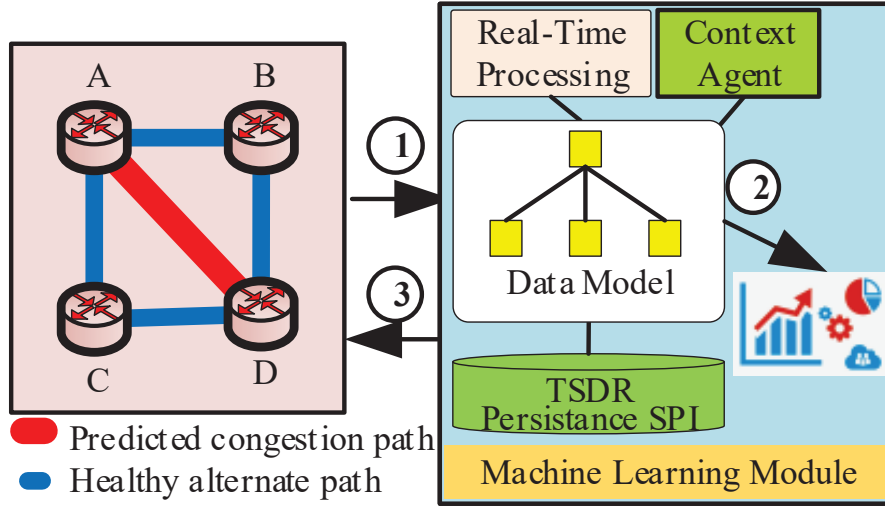 A
B
C
D
Predicted congestion path
Healthy alternate path
1
3
Real-Time
Processing
Context
Agent
2
Data Model
TSDR
Persistance SPI
Machine Learning Module